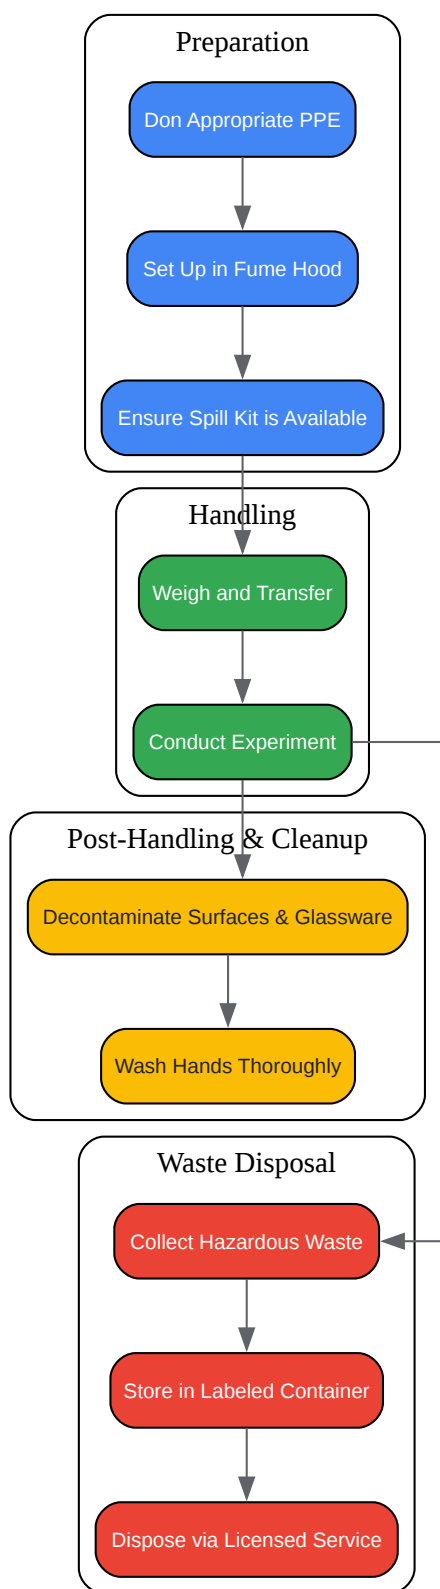 Preparation
Don Appropriate PPE
Set Up in Fume Hood
Ensure Spill Kit is Available
Handling
Weigh and Transfer
Conduct Experiment
Post-Handling & Cleanup
Decontaminate Surfaces & Glassware
Wash Hands Thoroughly
Waste Disposal
Collect Hazardous Waste
Store in Labeled Container
Dispose via Licensed Service